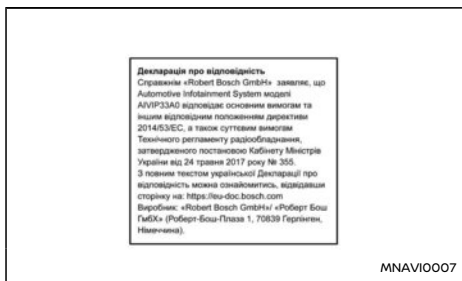 Декларація про відповідність
Справжнім «Robert Bosch GmbH» заявляє, що
Automotive Infotainment System моделі
AIVIP33A0 відповідає основним вимогам та
іншим відповідним положенням директиви
2014/53/EC, а також суттєвим вимогам
Технічного регламенту радіообладнання,
затвердженого постановою Кабінету Міністрів
України від 24 травня 2017 року № 355.
З повним текстом української Декларації про
відповідність можна ознайомитись, відвідавши
сторінку на: https://eu-doc.bosch.com
Виробник: «Robert Bosch GmbH»/ «Роберт Бош
ГмбХ» (Роберт-Бош-Плаза 1, 70839 Герлінген,
Німеччина).
MNAVI0007